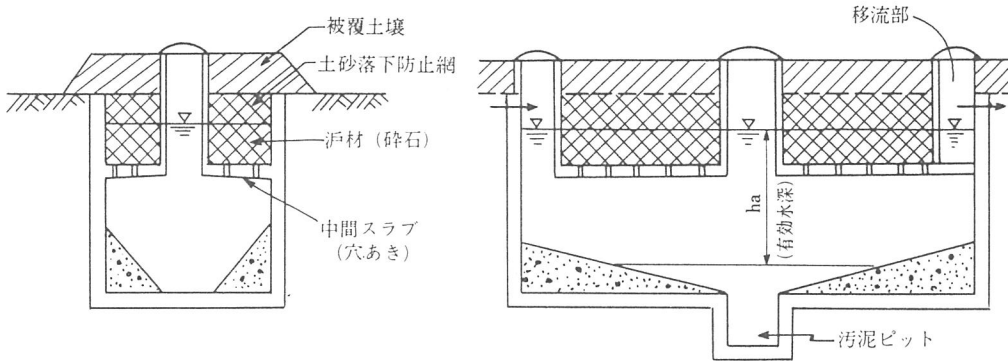 被覆土壌
土砂落下防止網
沪材（砕石）
中間スラブ
（穴あき）
移流部
ha
（有効水深）
汚泥ピット